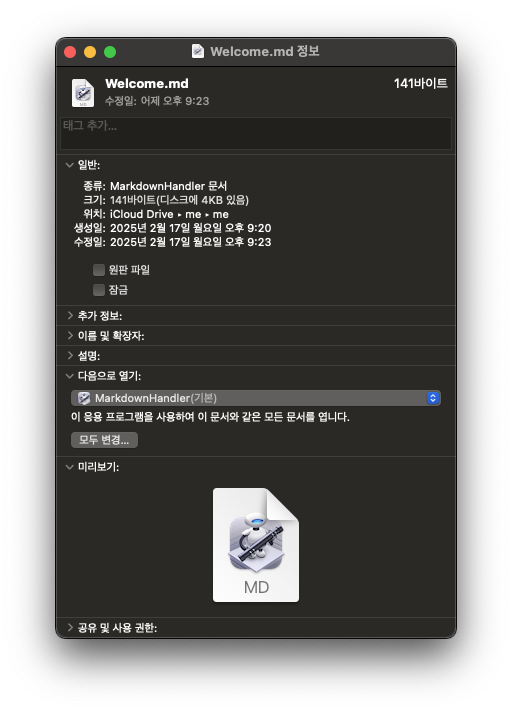 Welcome.md 정보
Welcome.md 141바이트
수정일: 어제 오후 9:23
태그 추가...
일반:
종류: MarkdownHandler 문서
크기: 141바이트(디스크에 4KB 있음)
위치: iCloud Drive ▸ me ▸ me
생성일: 2025년 2월 17일 월요일 오후 9:20
수정일: 2025년 2월 17일 월요일 오후 9:23
원판 파일
잠금
추가 정보:
이름 및 확장자:
설명:
다음으로 열기:
MarkdownHandler(기본)
이 응용 프로그램을 사용하여 이 문서와 같은 모든 문서를 엽니다.
모두 변경...
미리보기:
MD
공유 및 사용 권한: